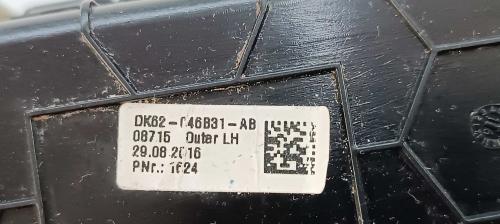 DK62-046B31-AB
08715 Outer LH
29.08.2016
PNr.: 1624